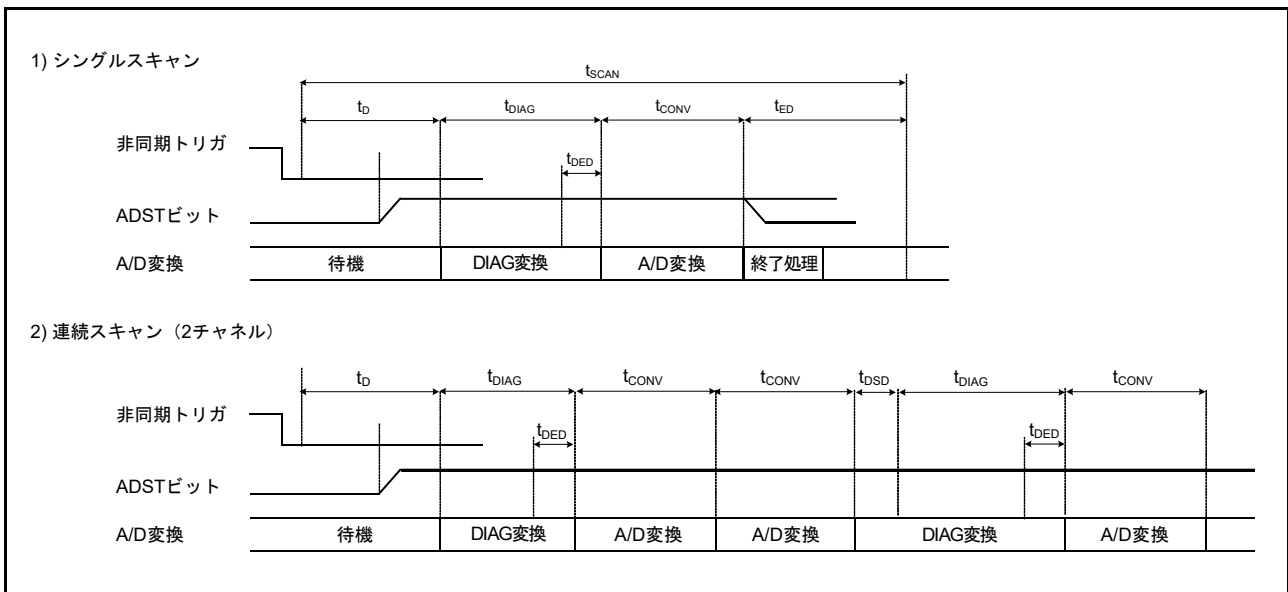 1) シングルスキャン
tSCAN
tD tDIAG tCONV tED
非同期トリガ
tDED
ADSTビット
A/D変換 待機 DIAG変換 A/D変換 終了処理
2) 連続スキャン（2チャネル）
tD tDIAG tCONV tCONV tDSD tDIAG tCONV
非同期トリガ
tDED tDED
ADSTビット
A/D変換 待機 DIAG変換 A/D変換 A/D変換 DIAG変換 A/D変換